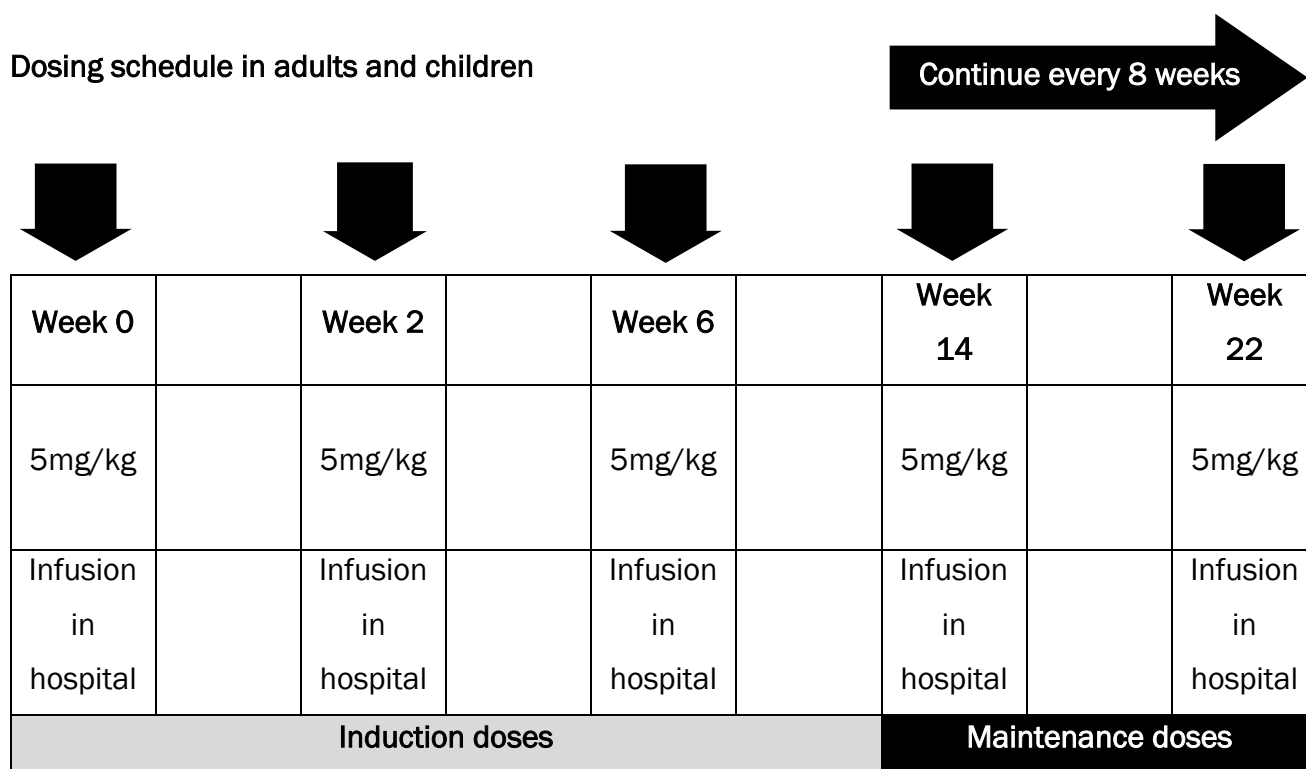 Dosing schedule in adults and children
Continue every 8 weeks
Week 0
Week 2
Week 6
Week
14
Week
22
5mg/kg
5mg/kg
5mg/kg
5mg/kg
5mg/kg
Infusion
in
hospital
Infusion
in
hospital
Infusion
in
hospital
Infusion
in
hospital
Infusion
in
hospital
Induction doses
Maintenance doses